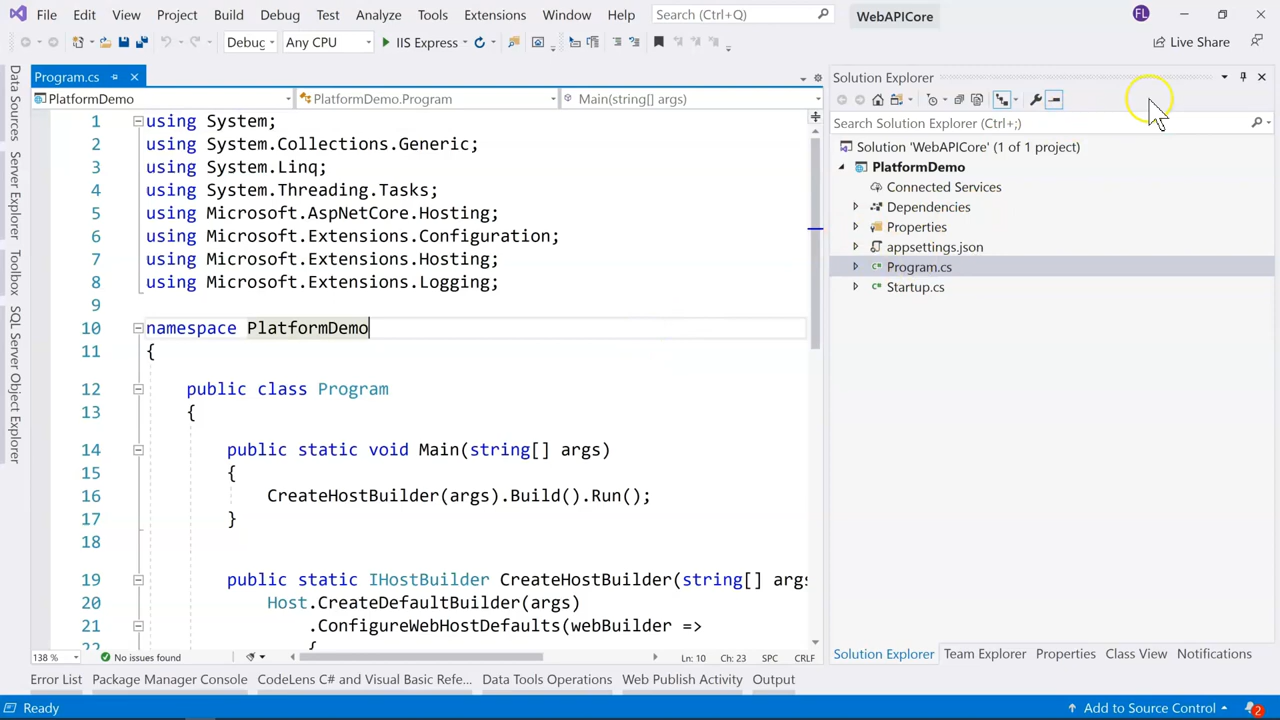 File Edit View Project Build Debug Test Analyze Tools Extensions Window Help Search (Ctrl+Q) WebAPICore FL
Debug Any CPU IIS Express Live Share
Program.cs
PlatformDemo PlatformDemo.Program Main(string[] args)
1 using System;
2 using System.Collections.Generic;
3 using System.Linq;
4 using System.Threading.Tasks;
5 using Microsoft.AspNetCore.Hosting;
6 using Microsoft.Extensions.Configuration;
7 using Microsoft.Extensions.Hosting;
8 using Microsoft.Extensions.Logging;
9
10 namespace PlatformDemo
11 {
12 public class Program
13 {
14 public static void Main(string[] args)
15 {
16 CreateHostBuilder(args).Build().Run();
17 }
18
19 public static IHostBuilder CreateHostBuilder(string[] args
20 Host.CreateDefaultBuilder(args)
21 .ConfigureWebHostDefaults(webBuilder =>
22 {
Data Sources
Server Explorer
Toolbox
SQL Server Object Explorer
Solution Explorer
Search Solution Explorer (Ctrl+;)
Solution 'WebAPICore' (1 of 1 project)
PlatformDemo
Connected Services
Dependencies
Properties
appsettings.json
Program.cs
Startup.cs
138 % No issues found Ln: 10 Ch: 23 SPC CRLF
Solution Explorer Team Explorer Properties Class View Notifications
Error List Package Manager Console CodeLens C# and Visual Basic Refe... Data Tools Operations Web Publish Activity Output
Ready Add to Source Control 2